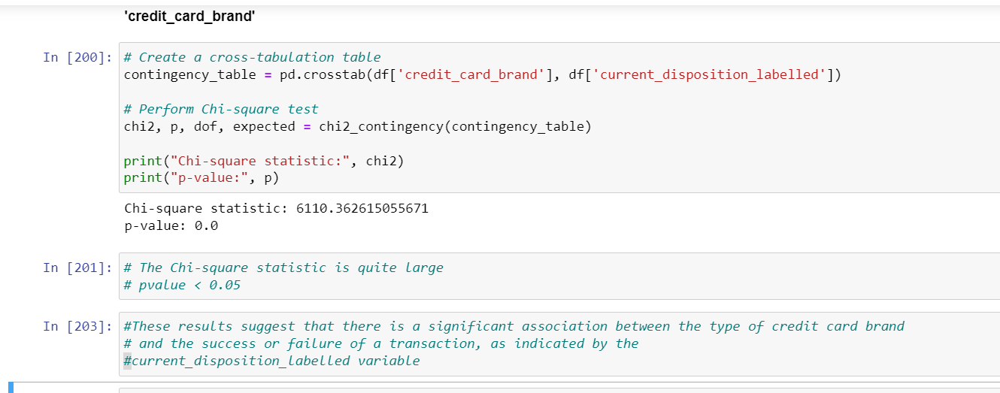 'credit_card_brand'
In [200]: # Create a cross-tabulation table
contingency_table = pd.crosstab(df['credit_card_brand'], df['current_disposition_labelled'])
# Perform Chi-square test
chi2, p, dof, expected = chi2_contingency(contingency_table)
print("Chi-square statistic:", chi2)
print("p-value:", p)
Chi-square statistic: 6110.362615055671
p-value: 0.0
In [201]: # The Chi-square statistic is quite large
# pvalue < 0.05
In [203]: #These results suggest that there is a significant association between the type of credit card brand
# and the success or failure of a transaction, as indicated by the
#current_disposition_labelled variable